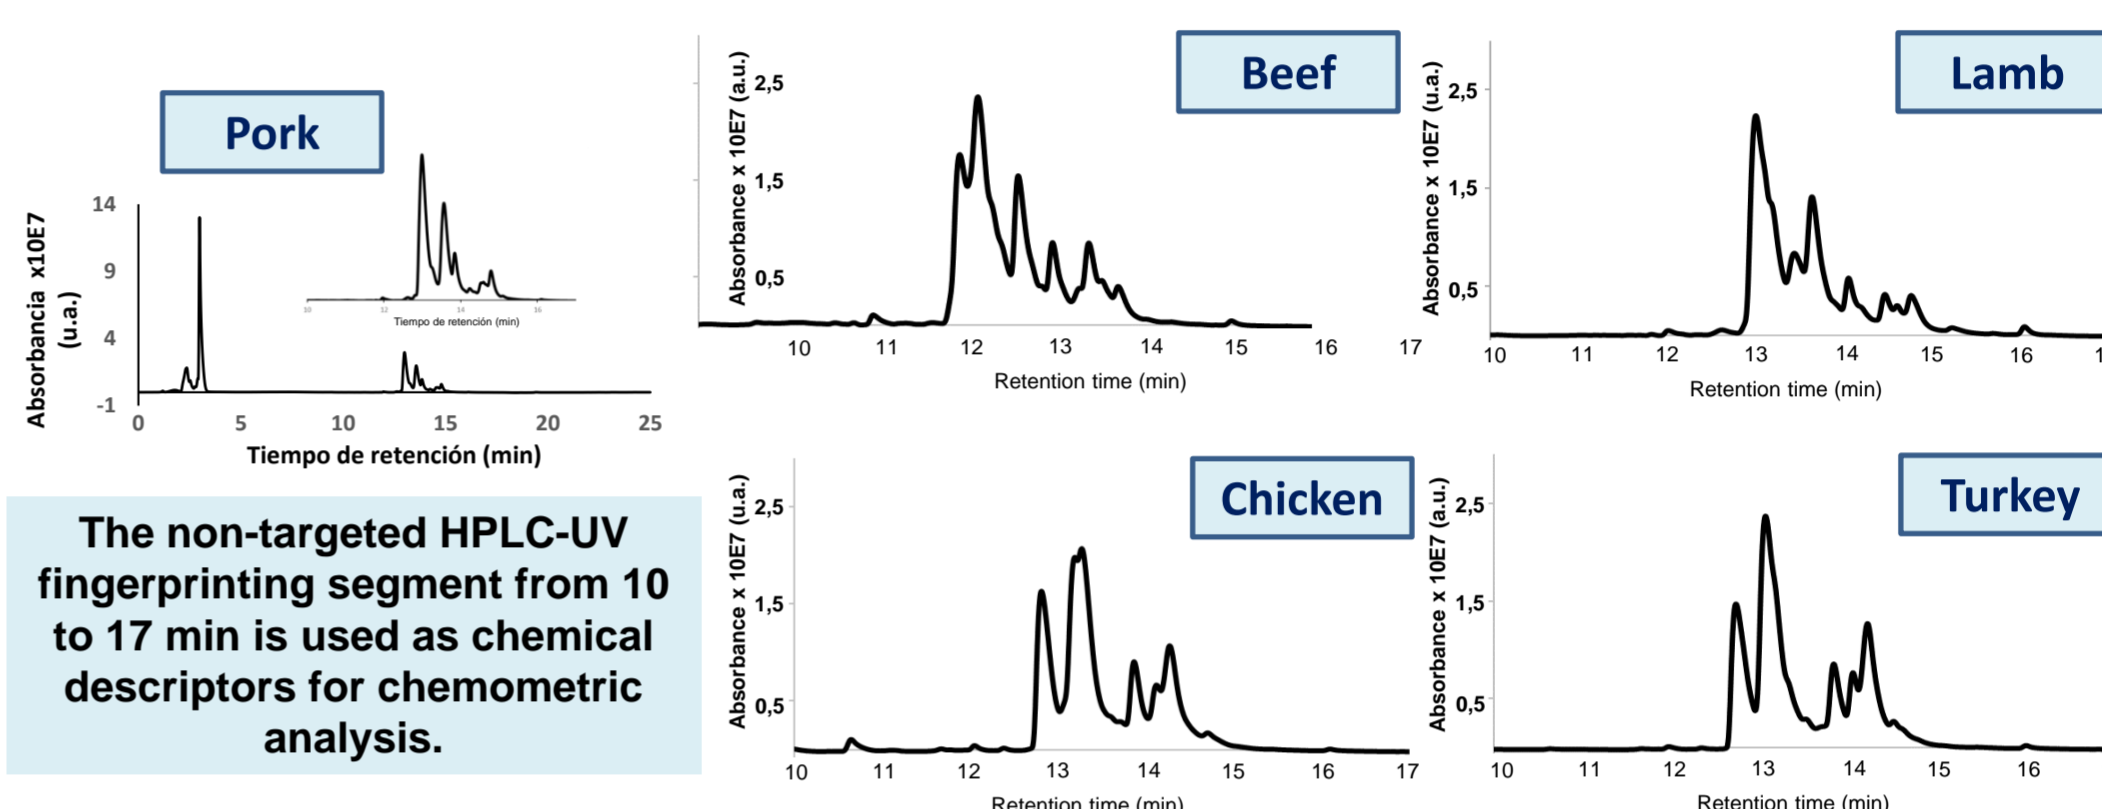 Pork
Absorbancia x10E7
(u.a.)
14
9
4
-1
0 5 10 15 20 25
Tiempo de retención (min)
10 12 14 16
Tiempo de retención (min)
Beef
Absorbance x 10E7 (a.u.)
2,5
1,5
0,5
10 11 12 13 14 15 16 17
Retention time (min)
Lamb
Absorbance x 10E7 (u.a.)
2,5
1,5
0,5
10 11 12 13 14 15 16 1
Retention time (min)
The non-targeted HPLC-UV
fingerprinting segment from 10
to 17 min is used as chemical
descriptors for chemometric
analysis.
Chicken
Absorbance x 10E7 (u.a.)
2,5
1,5
0,5
10 11 12 13 14 15 16 17
Retention time (min)
Turkey
Absorbance x 10E7 (a.u.)
2,5
1,5
0,5
10 11 12 13 14 15 16
Retention time (min)